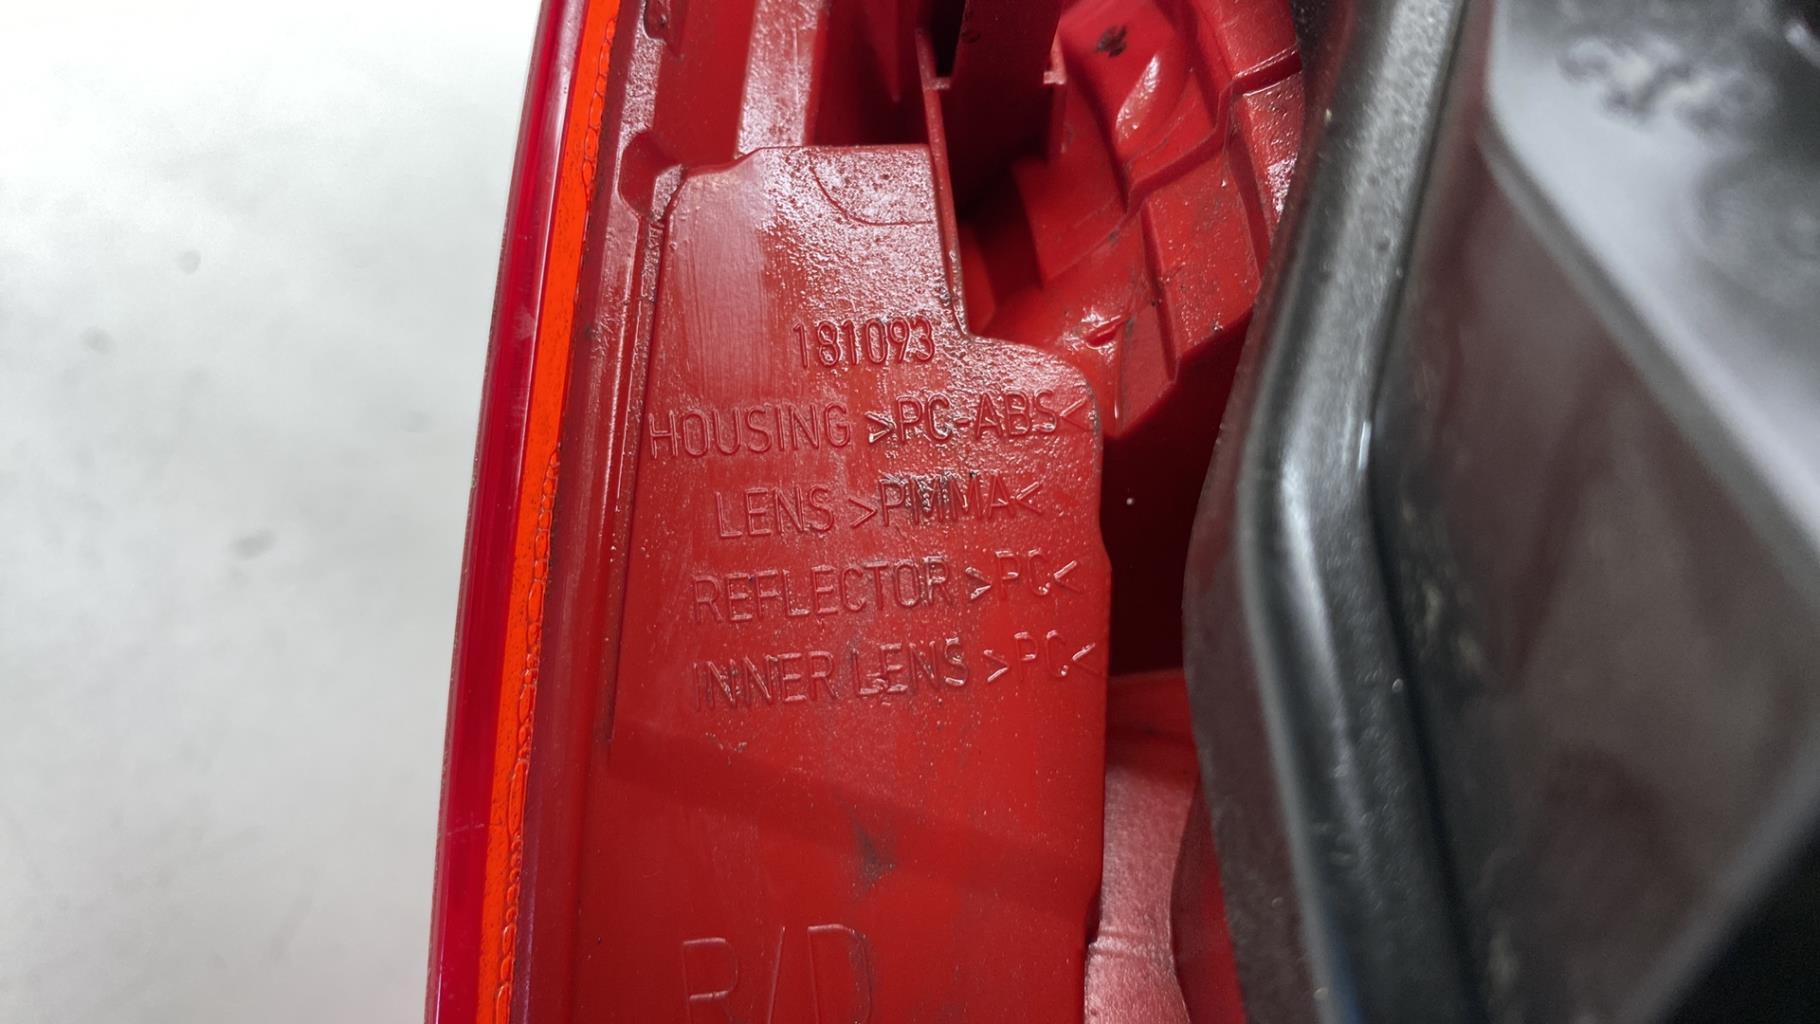 181093
HOUSING >PC-ABS<
LENS >PMMA<
REFLECTOR >PC<
INNER LENS >PC<
R/D